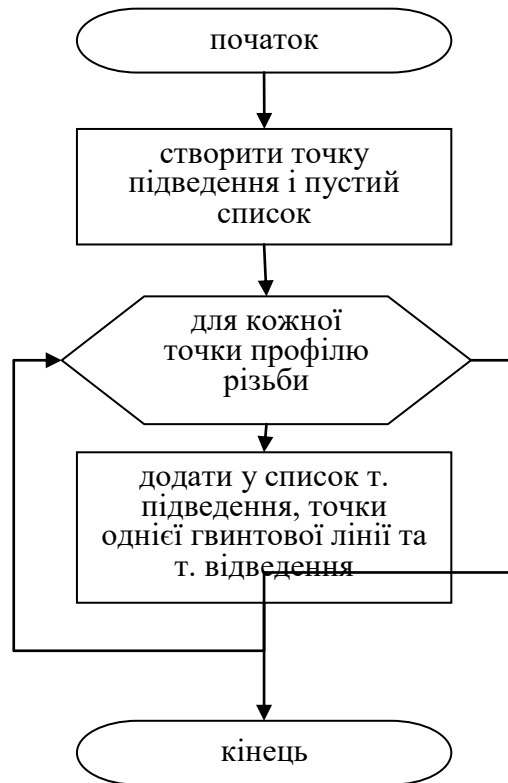 початок
створити точку
підведення і пустий
список
для кожної
точки профілю
різьби
додати у список т.
підведення, точки
однієї гвинтової лінії та
т. відведення
кінець